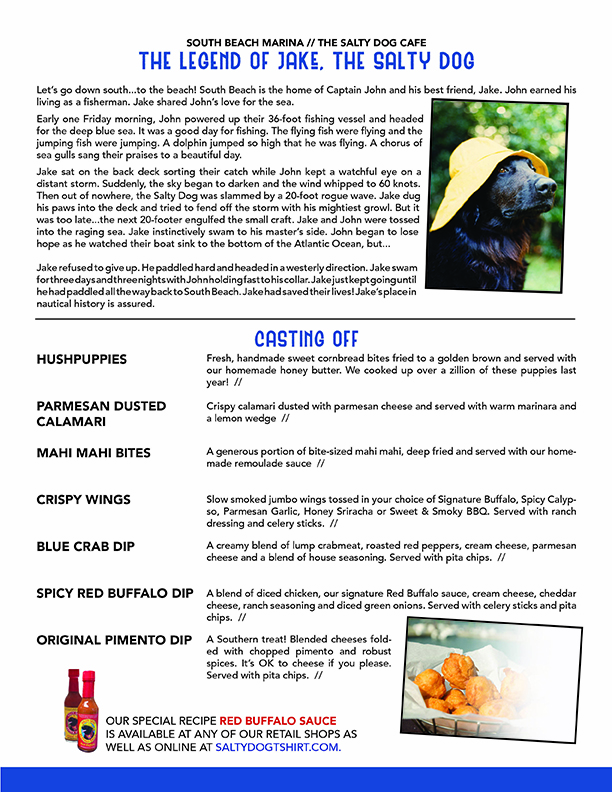 SOUTH BEACH MARINA // THE SALTY DOG CAFE
THE LEGEND OF JAKE, THE SALTY DOG
Let's go down south...to the beach! South Beach is the home of Captain John and his best friend, Jake. John earned his
living as a fisherman. Jake shared John's love for the sea.
Early one Friday morning, John powered up their 36-foot fishing vessel and headed
for the deep blue sea. It was a good day for fishing. The flying fish were flying and the
jumping fish were jumping. A dolphin jumped so high that he was flying. A chorus of
sea gulls sang their praises to a beautiful day.
Jake sat on the back deck sorting their catch while John kept a watchful eye on a
distant storm. Suddenly, the sky began to darken and the wind whipped to 60 knots.
Then out of nowhere, the Salty Dog was slammed by a 20-foot rogue wave. Jake dug
his paws into the deck and tried to fend off the storm with his mightiest growl. But it
was too late...the next 20-footer engulfed the small craft. Jake and John were tossed
into the raging sea. Jake instinctively swam to his master's side. John began to lose
hope as he watched their boat sink to the bottom of the Atlantic Ocean, but...
Jake refused to give up. He paddled hard and headed in a westerly direction. Jake swam
for three days and three nights with John holding fast to his collar. Jake just kept going until
he had paddled all the way back to South Beach. Jake had saved their lives! Jake's place in
nautical history is assured.
CASTING OFF
HUSHPUPPIES
Fresh, handmade sweet cornbread bites fried to a golden brown and served with
our homemade honey butter. We cooked up over a zillion of these puppies last
year! //
PARMESAN DUSTED
CALAMARI
Crispy calamari dusted with parmesan cheese and served with warm marinara and
a lemon wedge //
MAHI MAHI BITES
A generous portion of bite-sized mahi mahi, deep fried and served with our home-
made remoulade sauce //
CRISPY WINGS
Slow smoked jumbo wings tossed in your choice of Signature Buffalo, Spicy Calyp-
so, Parmesan Garlic, Honey Sriracha or Sweet & Smoky BBQ. Served with ranch
dressing and celery sticks. //
BLUE CRAB DIP
A creamy blend of lump crabmeat, roasted red peppers, cream cheese, parmesan
cheese and a blend of house seasoning. Served with pita chips. //
SPICY RED BUFFALO DIP
A blend of diced chicken, our signature Red Buffalo sauce, cream cheese, cheddar
cheese, ranch seasoning and diced green onions. Served with celery sticks and pita
chips. //
ORIGINAL PIMENTO DIP
A Southern treat! Blended cheeses fold-
ed with chopped pimento and robust
spices. It's OK to cheese if you please.
Served with pita chips. //
OUR SPECIAL RECIPE RED BUFFALO SAUCE
IS AVAILABLE AT ANY OF OUR RETAIL SHOPS AS
WELL AS ONLINE AT SALTYDOGTSHIRT.COM.